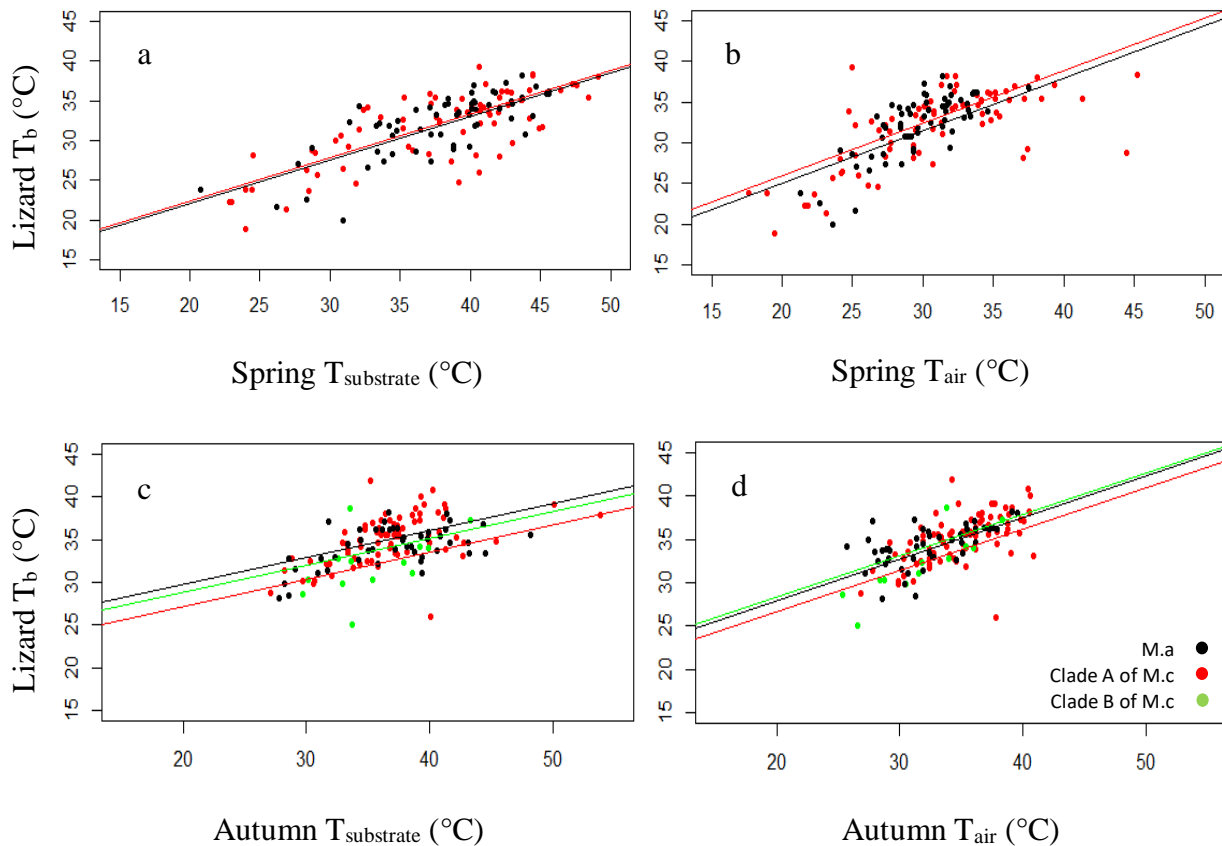 a
45
40
35
30
25
20
15
Lizard Tb (°C)
15 20 25 30 35 40 45 50
Spring Tsubstrate (°C)
b
45
40
35
30
25
20
15
15 20 25 30 35 40 45 50
Spring Tair (°C)
c
45
40
35
30
25
20
15
Lizard Tb (°C)
20 30 40 50
Autumn Tsubstrate (°C)
d
45
40
35
30
25
20
15
M.a
Clade A of M.c
Clade B of M.c
20 30 40 50
Autumn Tair (°C)